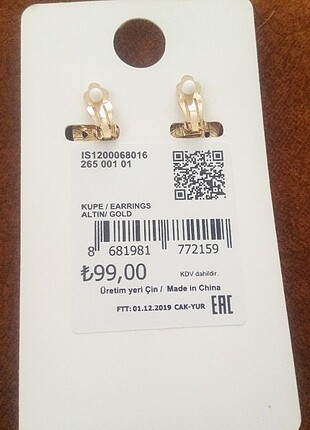 IS1200068016
265 001 01
KUPE / EARRINGS
ALTIN/ GOLD
8 681981 772159
₺99,00 KDV dahildir.
Üretim yeri Çin / Made in China
FTT: 01.12.2019 CAK-YUR EAC